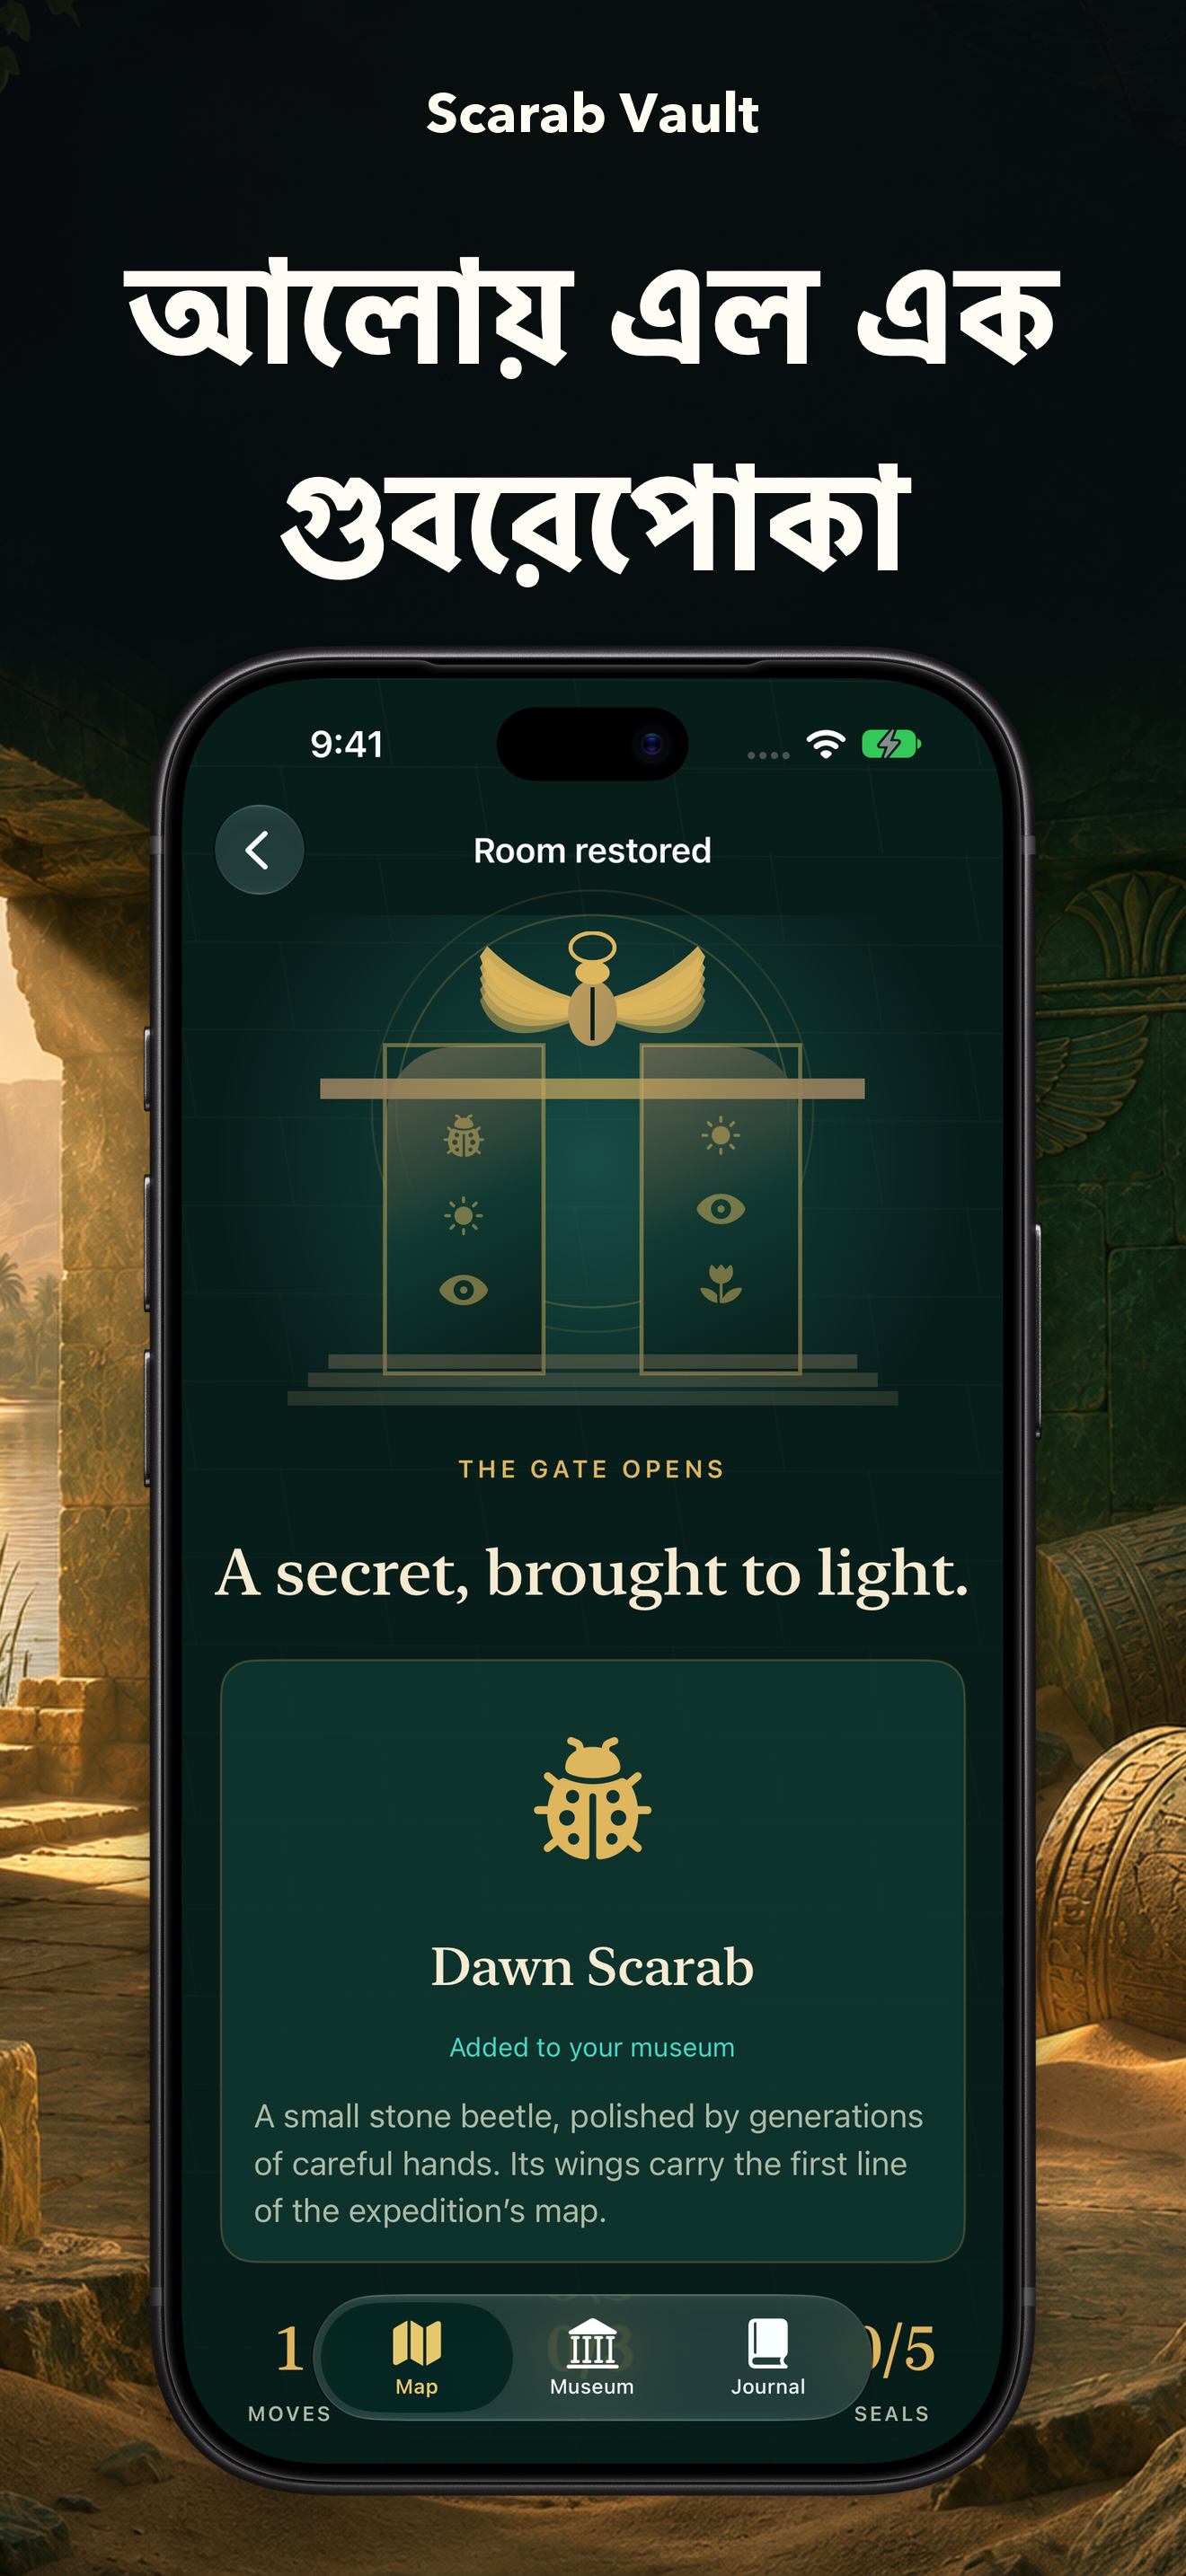 Scarab Vault
আলোয় এল এক
গুবরেপোকা
9:41
Room restored
THE GATE OPENS
A secret, brought to light.
Dawn Scarab
Added to your museum
A small stone beetle, polished by generations
of careful hands. Its wings carry the first line
of the expedition’s map.
1
MOVES
Map
Museum
Journal
0/5
SEALS